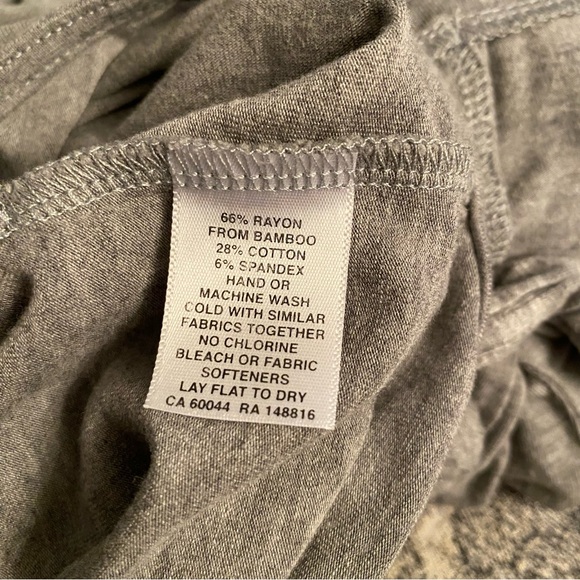 66% RAYON
FROM BAMBOO
28% COTTON
6% SPANDEX
HAND OR
MACHINE WASH
COLD WITH SIMILAR
FABRICS TOGETHER
NO CHLORINE
BLEACH OR FABRIC
SOFTENERS
LAY FLAT TO DRY
CA 60044 RA 148816